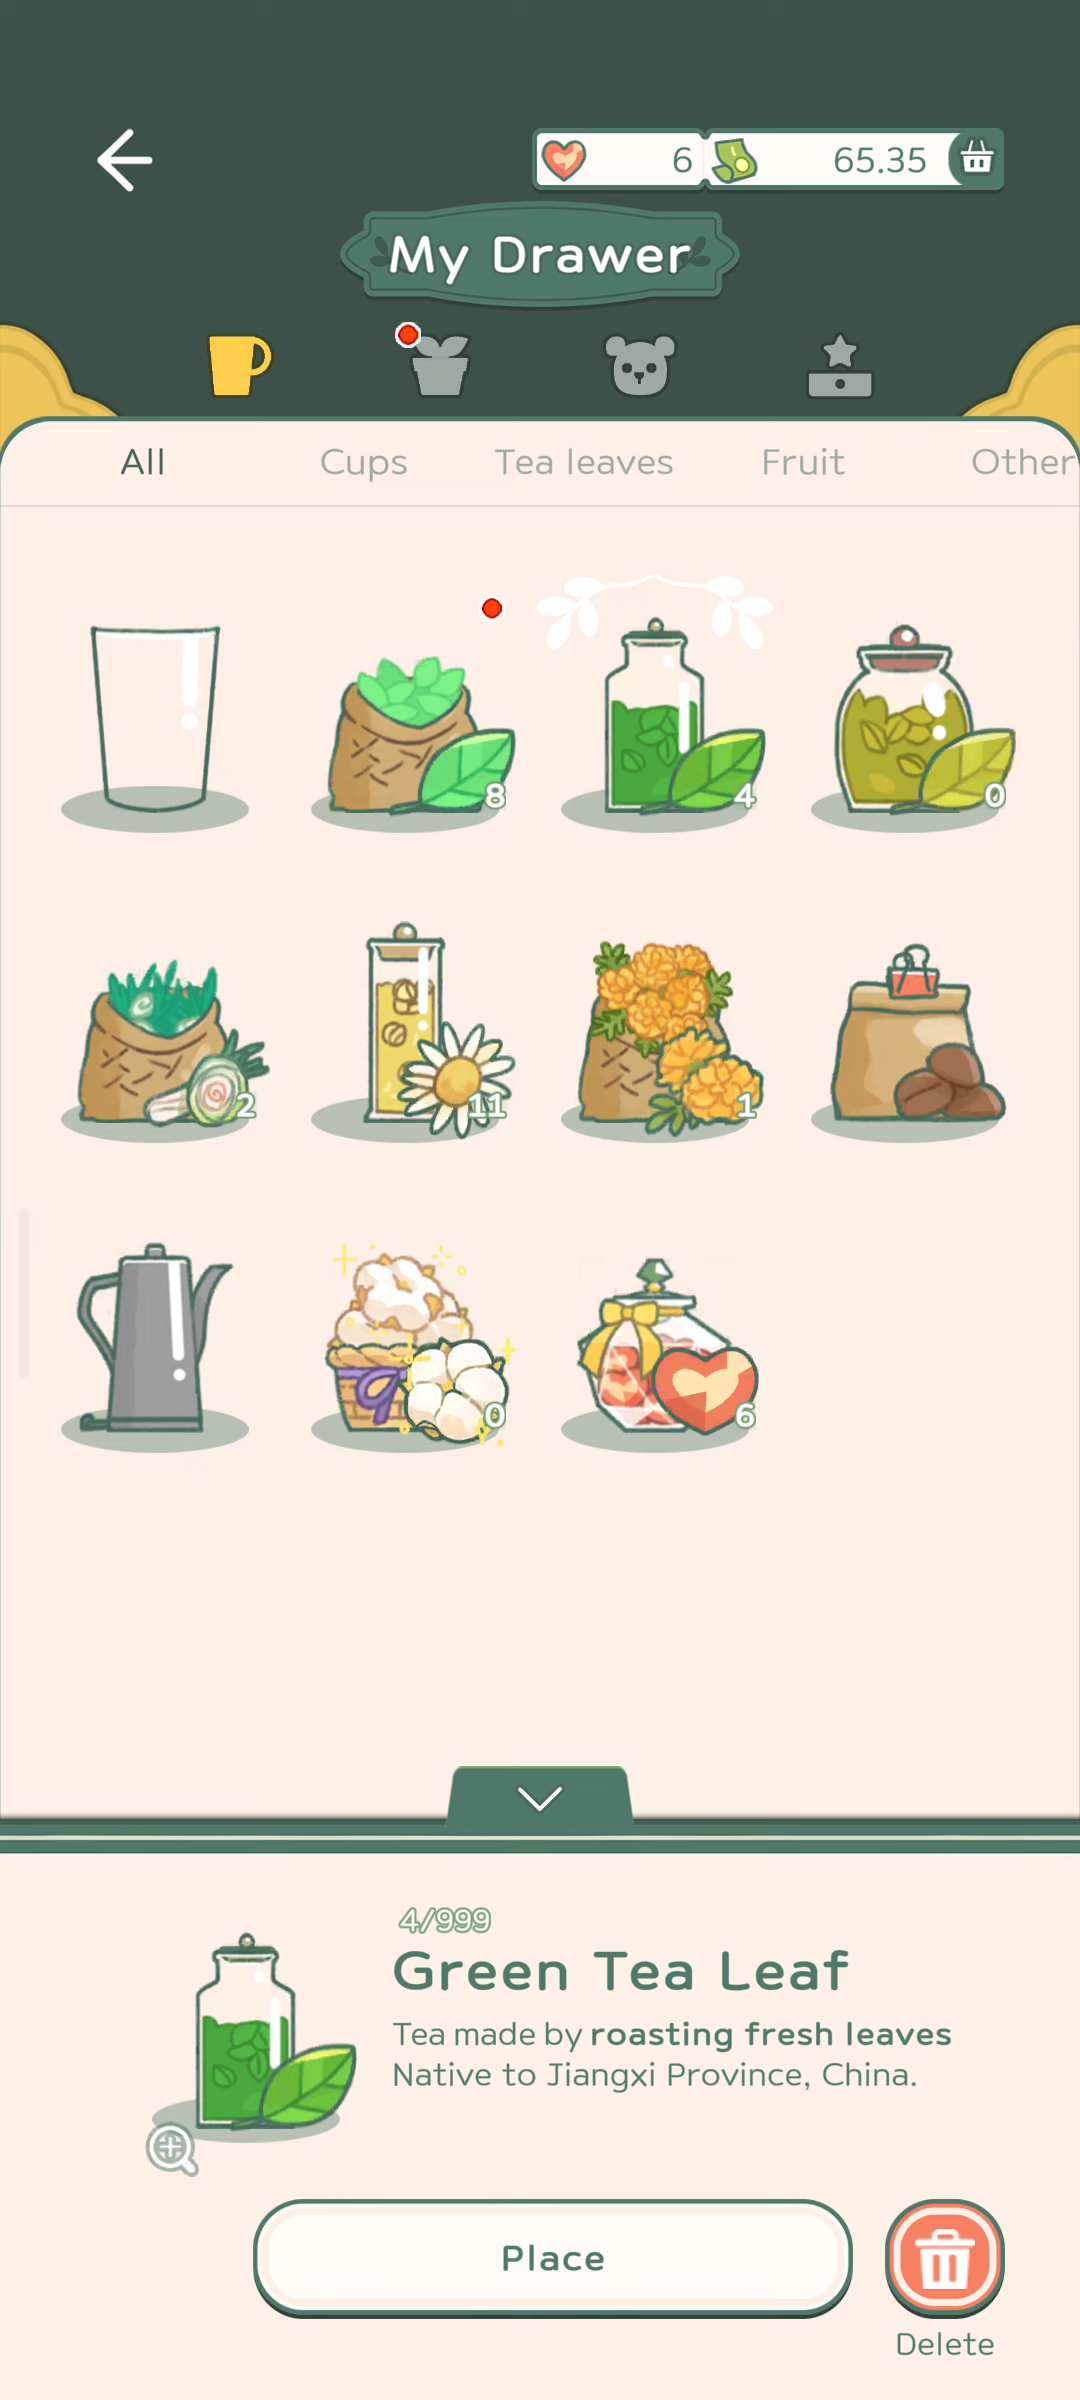 6
65.35
My Drawer
All Cups Tea leaves Fruit Other
8 4 0
2 11 1
0 6
4/999
Green Tea Leaf
Tea made by roasting fresh leaves
Native to Jiangxi Province, China.
Place
Delete